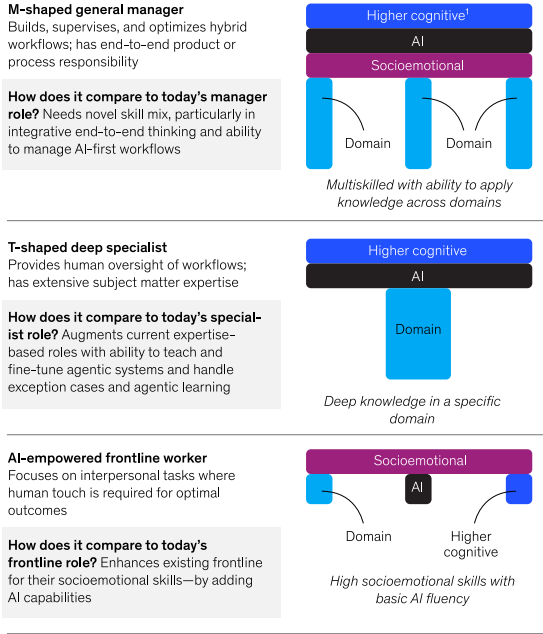 M-shaped general manager
Builds, supervises, and optimizes hybrid
workflows; has end-to-end product or
process responsibility
How does it compare to today's manager
role? Needs novel skill mix, particularly in
integrative end-to-end thinking and ability
to manage AI-first workflows
Higher cognitive¹
AI
Socioemotional
Domain
Domain
Multiskilled with ability to apply
knowledge across domains
T-shaped deep specialist
Provides human oversight of workflows;
has extensive subject matter expertise
How does it compare to today's special-
ist role? Augments current expertise-
based roles with ability to teach and
fine-tune agentic systems and handle
exception cases and agentic learning
Higher cognitive
AI
Domain
Deep knowledge in a specific
domain
AI-empowered frontline worker
Focuses on interpersonal tasks where
human touch is required for optimal
outcomes
How does it compare to today's
frontline role? Enhances existing frontline
for their socioemotional skills—by adding
AI capabilities
Socioemotional
AI
Domain
Higher
cognitive
High socioemotional skills with
basic AI fluency